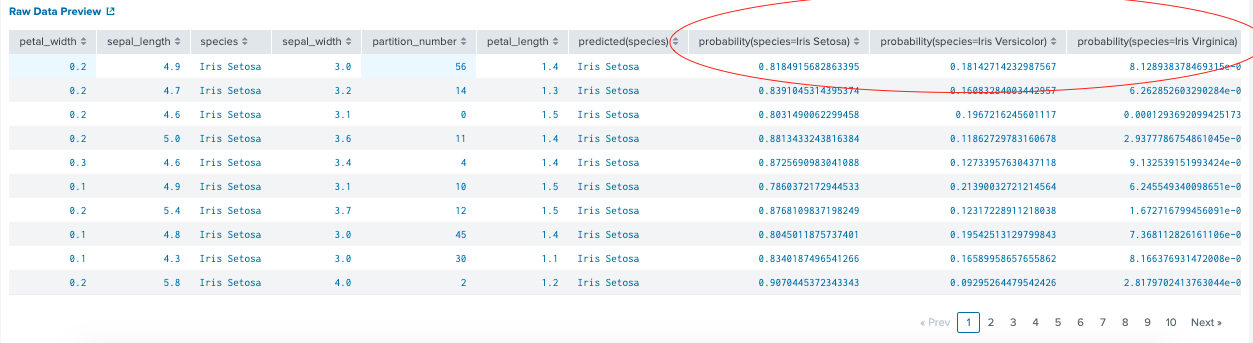 Raw Data Preview
petal_width sepal_length species sepal_width partition_number petal_length predicted(species) probability(species=Iris Setosa) probability(species=Iris Versicolor) probability(species=Iris Virginica)
0.2 4.9 Iris Setosa 3.0 56 1.4 Iris Setosa 0.8184915682863395 0.18142714232987567 8.128938378469315e-0
0.2 4.7 Iris Setosa 3.2 14 1.3 Iris Setosa 0.8391045314395374 0.16083284003442957 6.262852603290284e-0
0.2 4.6 Iris Setosa 3.1 0 1.5 Iris Setosa 0.8031490062299458 0.1967216245601117 0.0001293692099425173
0.2 5.0 Iris Setosa 3.6 11 1.4 Iris Setosa 0.8813433243816384 0.11862729783160678 2.9377786754861045e-0
0.3 4.6 Iris Setosa 3.4 4 1.4 Iris Setosa 0.8725690983041088 0.12733957630437118 9.132539151993424e-0
0.1 4.9 Iris Setosa 3.1 10 1.5 Iris Setosa 0.7860372172944533 0.21390032721214564 6.245549340098651e-0
0.2 5.4 Iris Setosa 3.7 12 1.5 Iris Setosa 0.8768109837198249 0.12317228911218038 1.672716799456091e-0
0.1 4.8 Iris Setosa 3.0 45 1.4 Iris Setosa 0.8045011875737401 0.19542513129799843 7.368112826161106e-0
0.1 4.3 Iris Setosa 3.0 30 1.1 Iris Setosa 0.8340187496541266 0.16589958657655862 8.166376931472008e-0
0.2 5.8 Iris Setosa 4.0 2 1.2 Iris Setosa 0.9070445372343343 0.09295264479542426 2.8179702413763044e-0
« Prev 1 2 3 4 5 6 7 8 9 10 Next »